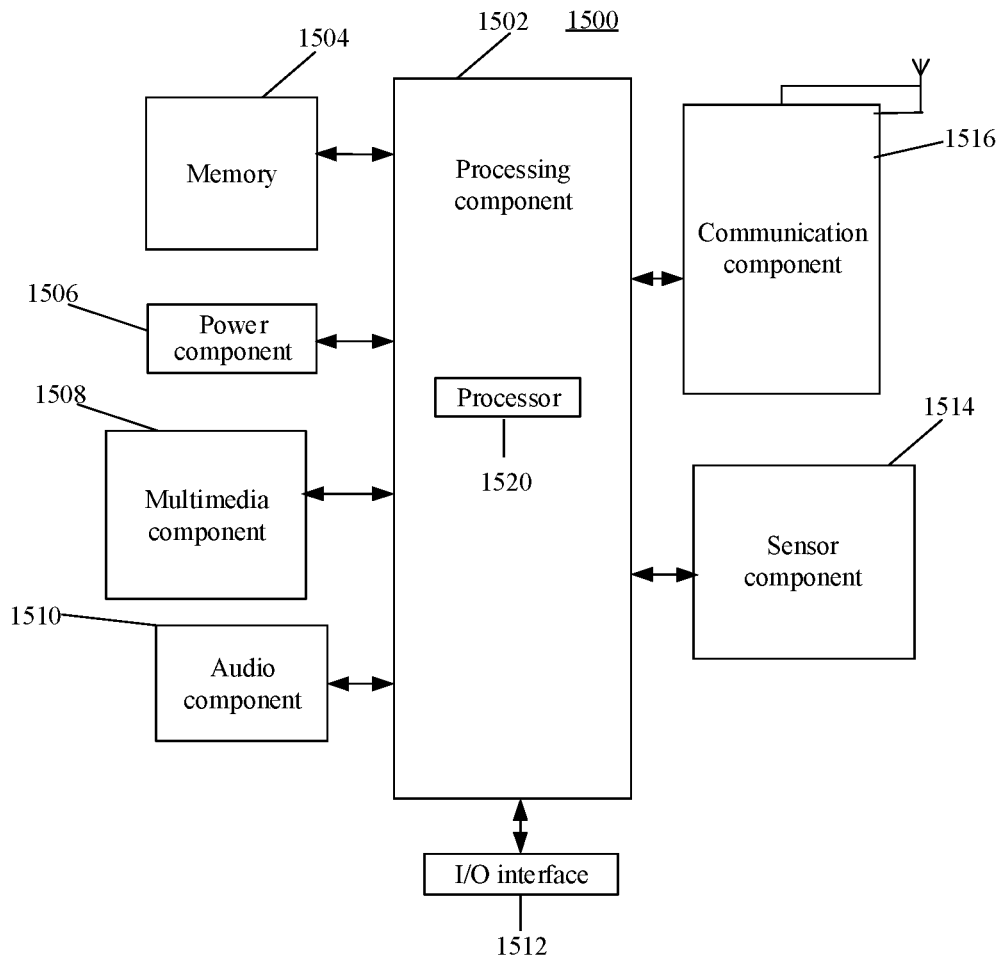 1504
1502
1500
1516
Memory
Processing
component
Communication
component
1506
Power
component
1508
Processor
1520
1514
Multimedia
component
Sensor
component
1510
Audio
component
I/O interface
1512